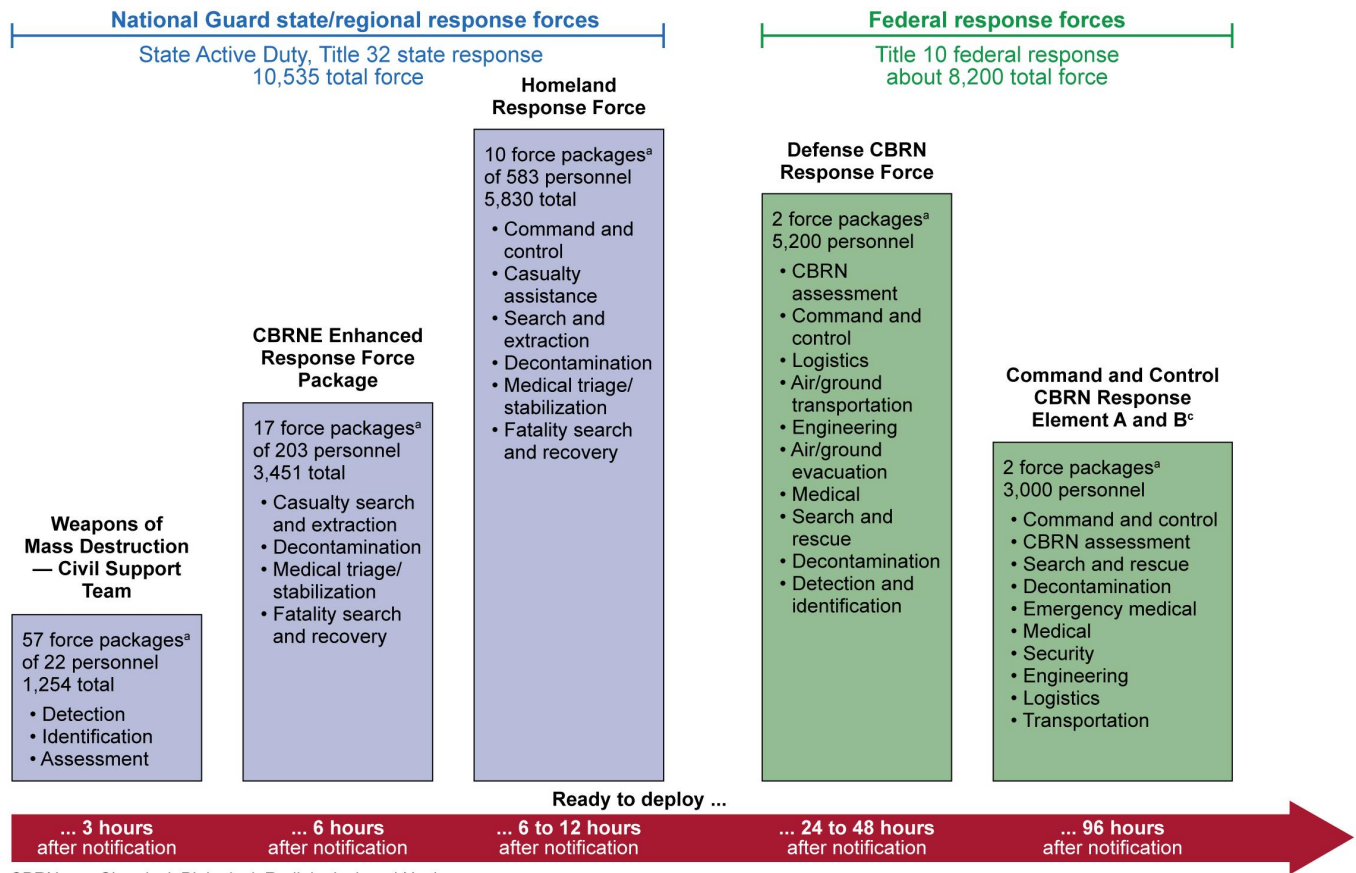 National Guard state/regional response forces
State Active Duty, Title 32 state response
10,535 total force
Federal response forces
Title 10 federal response
about 8,200 total force
Weapons of
Mass Destruction
— Civil Support
Team
57 force packagesᵃ
of 22 personnel
1,254 total
• Detection
• Identification
• Assessment
CBRNE Enhanced
Response Force
Package
17 force packagesᵃ
of 203 personnel
3,451 total
• Casualty search
and extraction
• Decontamination
• Medical triage/
stabilization
• Fatality search
and recovery
Homeland
Response Force
10 force packagesᵃ
of 583 personnel
5,830 total
• Command and
control
• Casualty
assistance
• Search and
extraction
• Decontamination
• Medical triage/
stabilization
• Fatality search
and recovery
Defense CBRN
Response Force
2 force packagesᵃ
5,200 personnel
• CBRN
assessment
• Command and
control
• Logistics
• Air/ground
transportation
• Engineering
• Air/ground
evacuation
• Medical
• Search and
rescue
• Decontamination
• Detection and
identification
Command and Control
CBRN Response
Element A and Bᶜ
2 force packagesᵃ
3,000 personnel
• Command and control
• CBRN assessment
• Search and rescue
• Decontamination
• Emergency medical
• Medical
• Security
• Engineering
• Logistics
• Transportation
Ready to deploy ...
... 3 hours
after notification
... 6 hours
after notification
... 6 to 12 hours
after notification
... 24 to 48 hours
after notification
... 96 hours
after notification